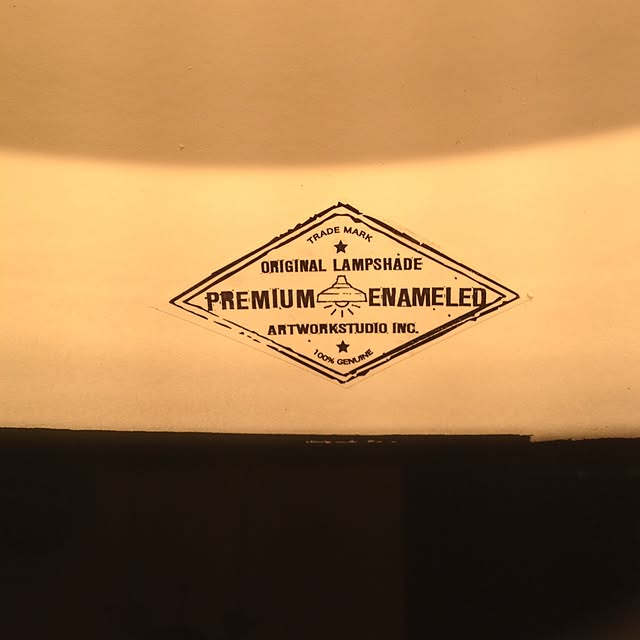 TRADE MARK
ORIGINAL LAMPSHADE
PREMIUM ENAMELED
ARTWORKSTUDIO, INC.
100% GENUINE